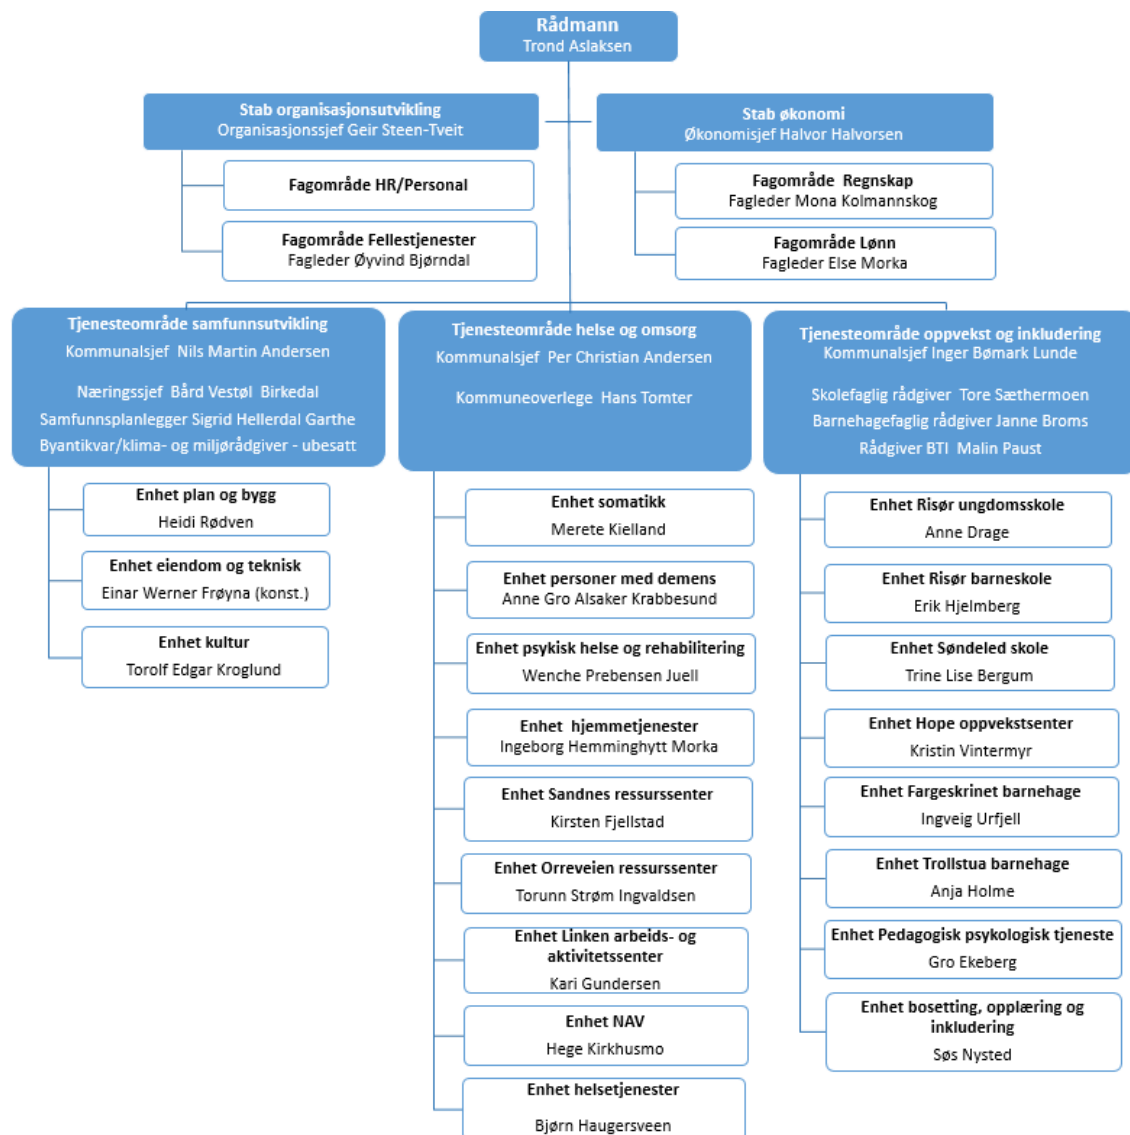 Rådmann
Trond Aslaksen
Stab organisasjonsutvikling
Organisasjonssjef Geir Steen-Tveit
Stab økonomi
Økonomisjef Halvor Halvorsen
Fagområde HR/Personal
Fagområde Fellestjenester
Fagleder Øyvind Bjørndal
Fagområde Regnskap
Fagleder Mona Kolmannskog
Fagområde Lønn
Fagleder Else Morka
Tjenesteområde samfunnsutvikling
Kommunalsjef Nils Martin Andersen
Næringssjef Bård Vestøl Birkedal
Samfunnsplanlegger Sigrid Hellerdal Garthe
Byantikvar/klima- og miljørådgiver - ubesatt
Enhet plan og bygg
Heidi Rødven
Enhet eiendom og teknisk
Einar Werner Frøyna (konst.)
Enhet kultur
Torolf Edgar Kroglund
Tjenesteområde helse og omsorg
Kommunalsjef Per Christian Andersen
Kommuneoverlege Hans Tomter
Enhet somatikk
Merete Kielland
Enhet personer med demens
Anne Gro Alsaker Krabbesund
Enhet psykisk helse og rehabilitering
Wenche Prebensen Juell
Enhet hjemmetjenester
Ingeborg Hemminghytt Morka
Enhet Sandnes ressurssenter
Kirsten Fjellstad
Enhet Orreveien ressurssenter
Torunn Strøm Ingvaldsen
Enhet Linken arbeids- og
aktivitetssenter
Kari Gundersen
Enhet NAV
Hege Kirkhusmo
Enhet helsetjenester
Bjørn Haugersveen
Tjenesteområde oppvekst og inkludering
Kommunalsjef Inger Bømark Lunde
Skolefaglig rådgiver Tore Sæthermoen
Barnehagefaglig rådgiver Janne Broms
Rådgiver BTI Malin Paust
Enhet Risør ungdomsskole
Anne Drage
Enhet Risør barneskole
Erik Hjelmberg
Enhet Søndeled skole
Trine Lise Bergum
Enhet Hope oppvekstsenter
Kristin Vintermyr
Enhet Fargeskrinet barnehage
Ingveig Urfjell
Enhet Trollstua barnehage
Anja Holme
Enhet Pedagogisk psykologisk tjeneste
Gro Ekeberg
Enhet bosetting, opplæring og
inkludering
Søs Nysted